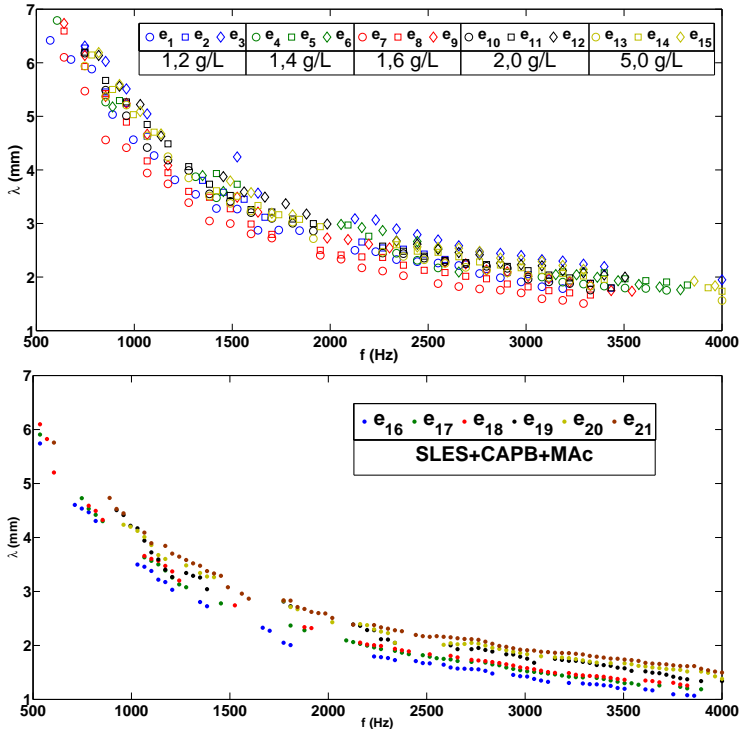 7
6
5
4
3
2
1
λ (mm)
e1 e2 e3 e4 e5 e6 e7 e8 e9 e10 e11 e12 e13 e14 e15
1,2 g/L 1,4 g/L 1,6 g/L 2,0 g/L 5,0 g/L
500 1000 1500 2000 2500 3000 3500 4000
f (Hz)
7
6
5
4
3
2
1
λ (mm)
e16 e17 e18 e19 e20 e21
SLES+CAPB+MAc
500 1000 1500 2000 2500 3000 3500 4000
f (Hz)